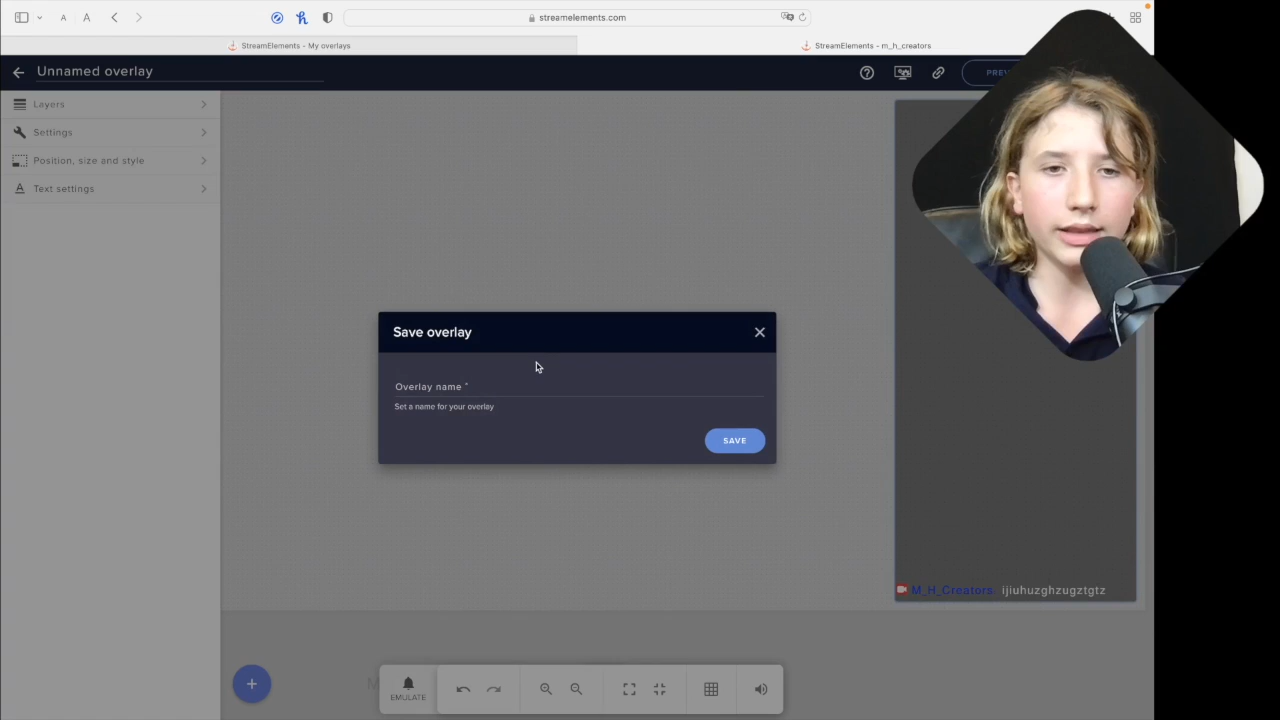 A A
streamelements.com
StreamElements - My overlays
StreamElements - m_h_creators
Unnamed overlay
Layers
Settings
Position, size and style
A Text settings
Save overlay
Overlay name *
Set a name for your overlay
SAVE
M_H_Creators: ijiuhuzghzugztgtz
EMULATE